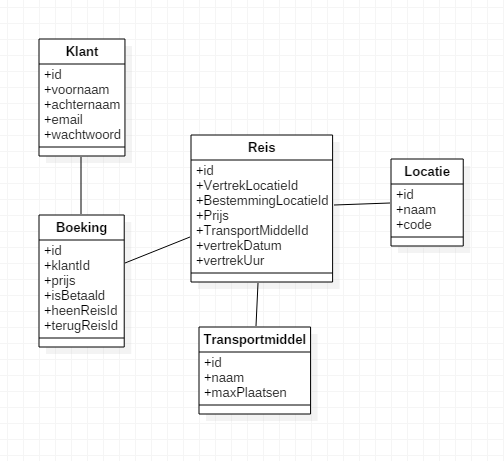 Klant
+id
+voornaam
+achternaam
+email
+wachtwoord
Boeking
+id
+klantId
+prijs
+isBetaald
+heenReisId
+terugReisId
Reis
+id
+VertrekLocatieId
+BestemmingLocatieId
+Prijs
+TransportMiddelId
+vertrekDatum
+vertrekUur
Locatie
+id
+naam
+code
Transportmiddel
+id
+naam
+maxPlaatsen